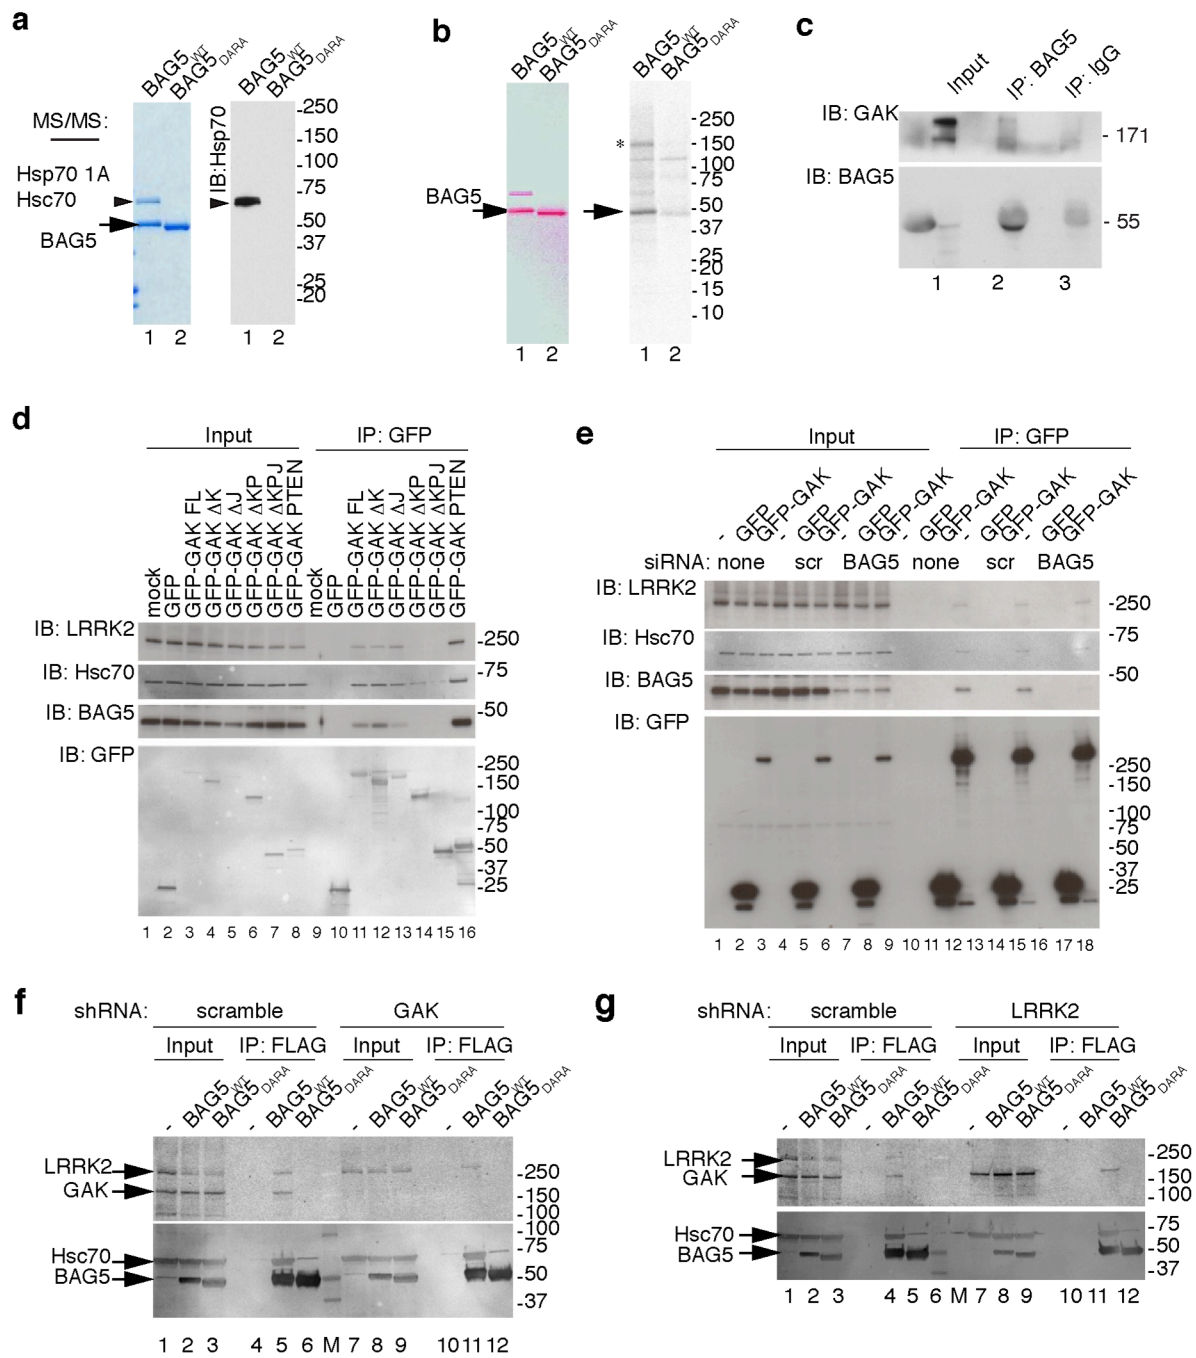 a
BAG5WT
BAG5DARA
BAG5WT
BAG5DARA
MS/MS:
Hsp70 1A
Hsc70
BAG5
IB:Hsp70
-250
-150
-100
-75
-50
-37
-25
-20
1 2 1 2
b
BAG5WT
BAG5DARA
BAG5WT
BAG5DARA
BAG5
*
-250
-150
-100
-75
-50
-37
-25
-20
-15
-10
1 2 1 2
c
Input
IP: BAG5
IP: IgG
IB: GAK
- 171
IB: BAG5
- 55
1 2 3
d
Input IP: GFP
mock
GFP
GFP-GAK FL
GFP-GAK ΔK
GFP-GAK ΔJ
GFP-GAK ΔKP
GFP-GAK ΔKPJ
GFP-GAK PTEN
mock
GFP
GFP-GAK FL
GFP-GAK ΔK
GFP-GAK ΔJ
GFP-GAK ΔKP
GFP-GAK ΔKPJ
GFP-GAK PTEN
IB: LRRK2
-250
IB: Hsc70
-75
IB: BAG5
-50
IB: GFP
-250
-150
-100
-75
-50
-37
-25
1 2 3 4 5 6 7 8 9 10 11 12 13 14 15 16
e
Input IP: GFP
- GFP GFP-GAK - GFP GFP-GAK - GFP GFP-GAK - GFP GFP-GAK - GFP GFP-GAK - GFP GFP-GAK
siRNA: none scr BAG5 none scr BAG5
IB: LRRK2
-250
IB: Hsc70
-75
IB: BAG5
-50
IB: GFP
-250
-150
-100
-75
-50
-37
-25
1 2 3 4 5 6 7 8 9 10 11 12 13 14 15 16 17 18
f
shRNA: scramble GAK
Input IP: FLAG Input IP: FLAG
- BAG5WT BAG5DARA - BAG5WT BAG5DARA - BAG5WT BAG5DARA - BAG5WT BAG5DARA
LRRK2
GAK
-250
-150
-100
-100
Hsc70
BAG5
-75
-50
-37
1 2 3 4 5 6 M 7 8 9 10 11 12
g
shRNA: scramble LRRK2
Input IP: FLAG Input IP: FLAG
- BAG5WT BAG5DARA - BAG5WT BAG5DARA - BAG5WT BAG5DARA - BAG5WT BAG5DARA
LRRK2
GAK
-250
-150
-100
Hsc70
BAG5
-75
-50
-37
1 2 3 4 5 6 M 7 8 9 10 11 12